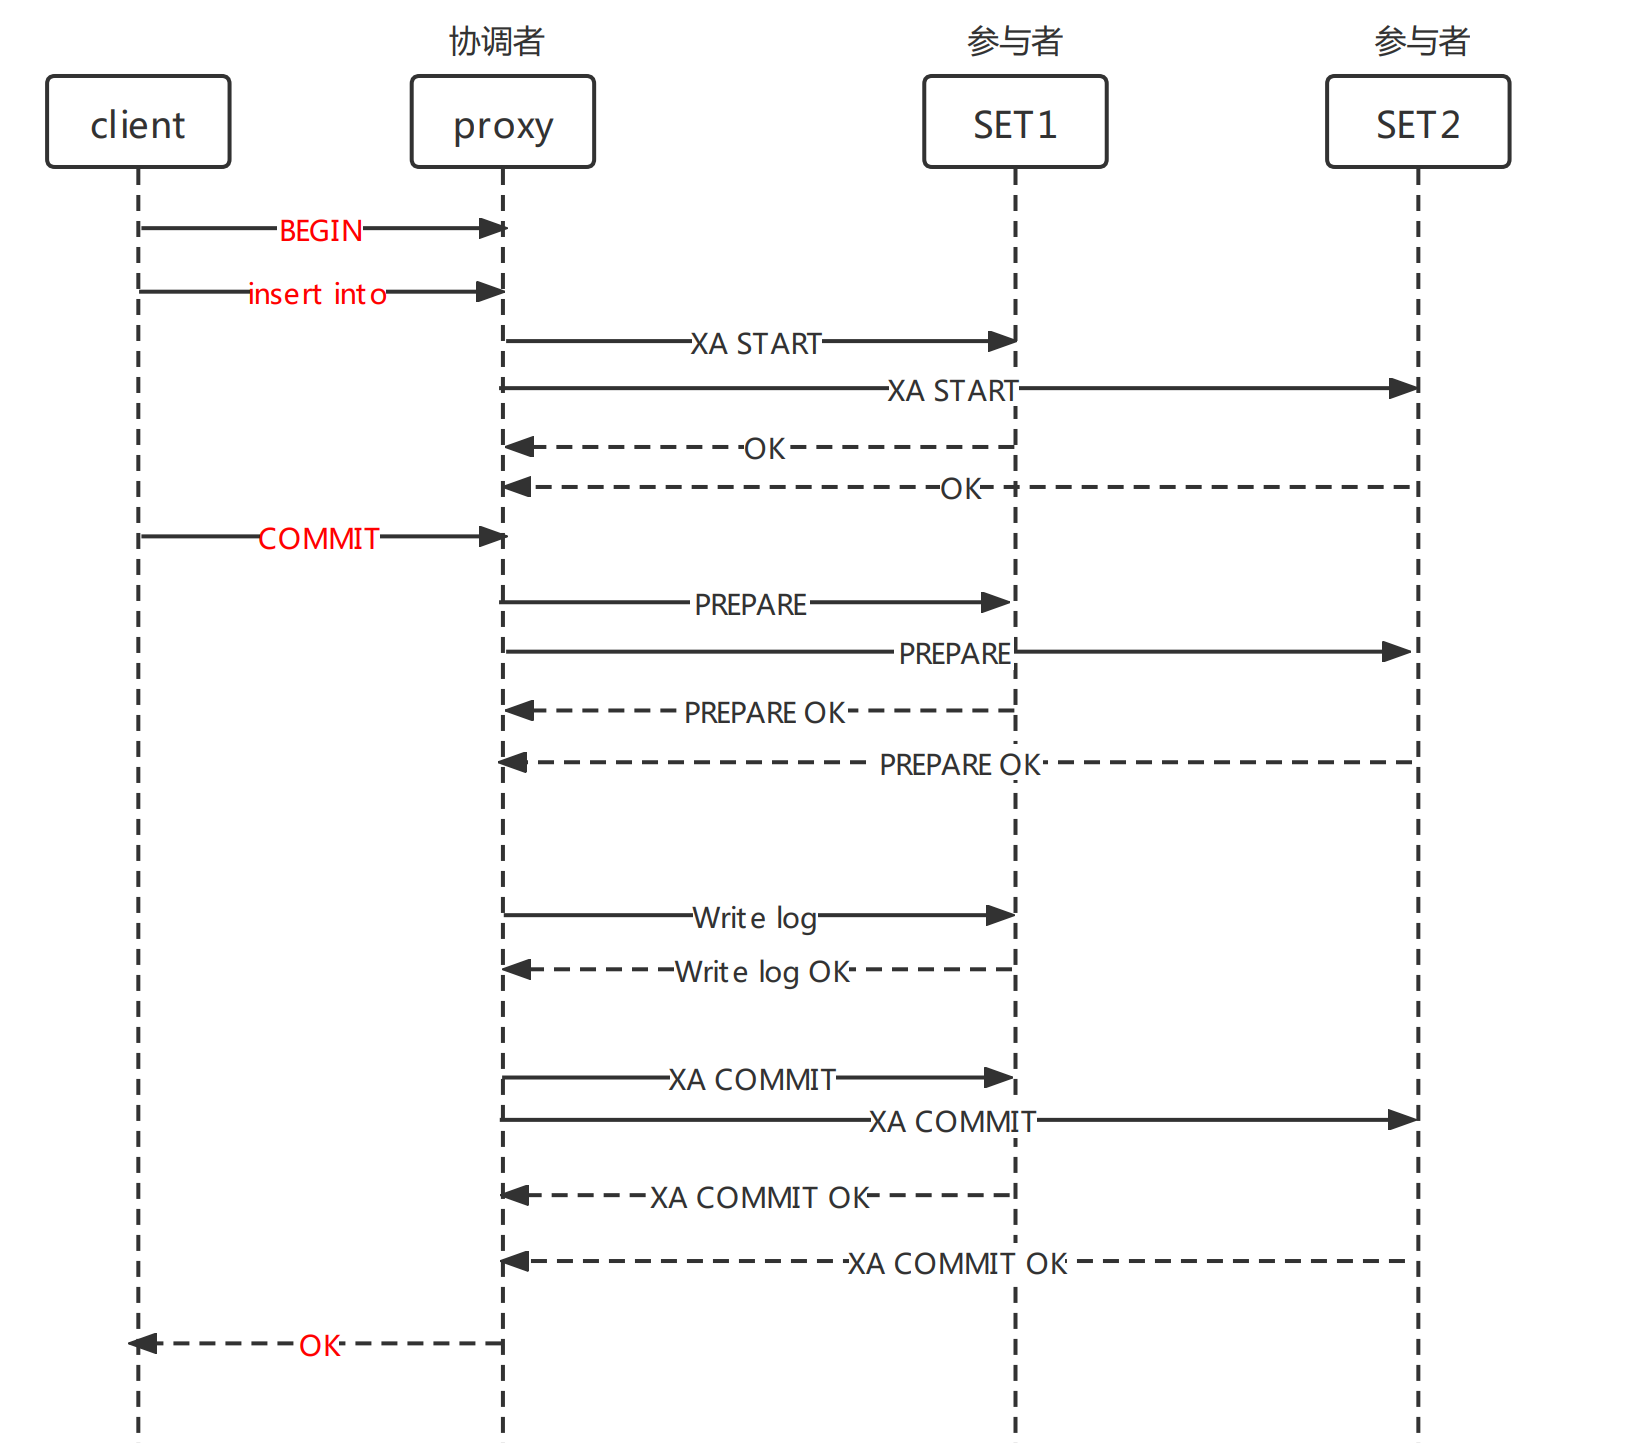 协调者
参与者
参与者
client
proxy
SET1
SET2
BEGIN
insert into
XA START
XA START
OK
OK
COMMIT
PREPARE
PREPARE
PREPARE OK
PREPARE OK
Write log
Write log OK
XA COMMIT
XA COMMIT
XA COMMIT OK
XA COMMIT OK
OK